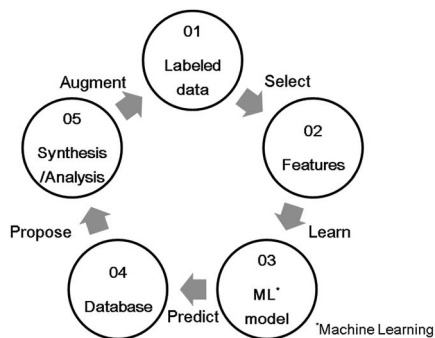 01
Labeled
data
Select
02
Features
Learn
03
ML*
model
*Machine Learning
Predict
04
Database
Propose
05
Synthesis
/Analysis
Augment